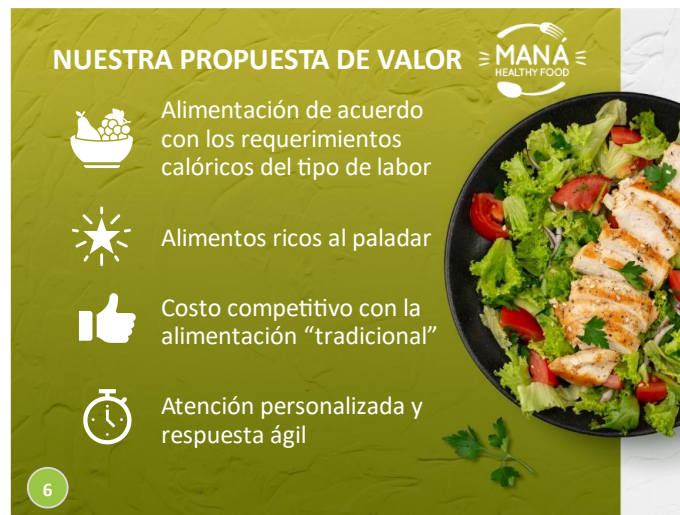 NUESTRA PROPUESTA DE VALOR
MANÁ
HEALTHY FOOD
Alimentación de acuerdo
con los requerimientos
calóricos del tipo de labor
Alimentos ricos al paladar
Costo competitivo con la
alimentación “tradicional”
Atención personalizada y
respuesta ágil
6